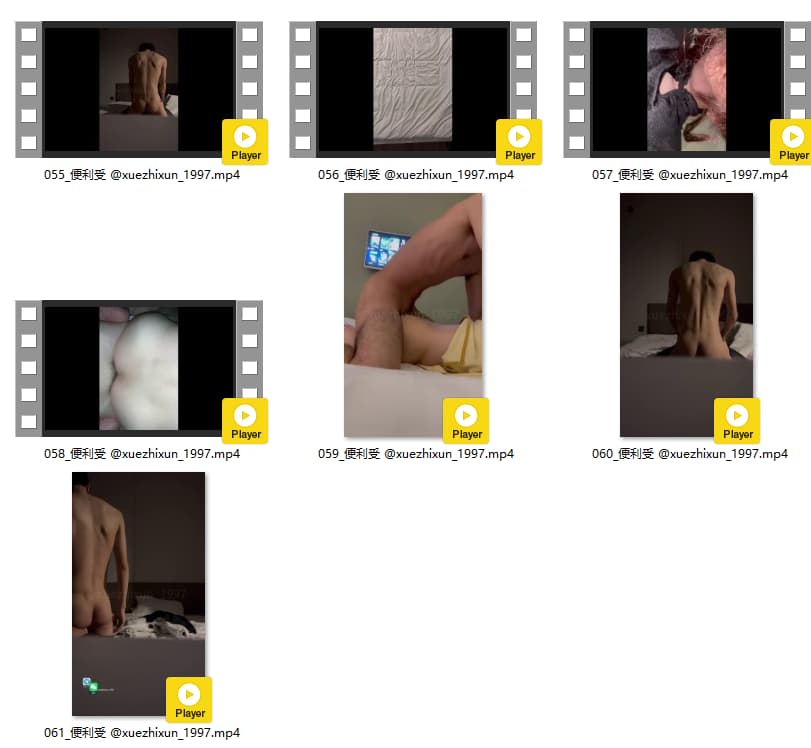 Player
Player
Player
055_便利受 @xuezhixun_1997.mp4
056_便利受 @xuezhixun_1997.mp4
057_便利受 @xuezhixun_1997.mp4
Player
Player
Player
058_便利受 @xuezhixun_1997.mp4
059_便利受 @xuezhixun_1997.mp4
060_便利受 @xuezhixun_1997.mp4
Player
061_便利受 @xuezhixun_1997.mp4